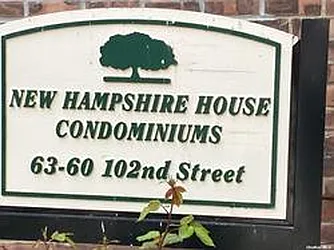 NEW HAMPSHIRE HOUSE
CONDOMINIUMS
63-60 102nd Street